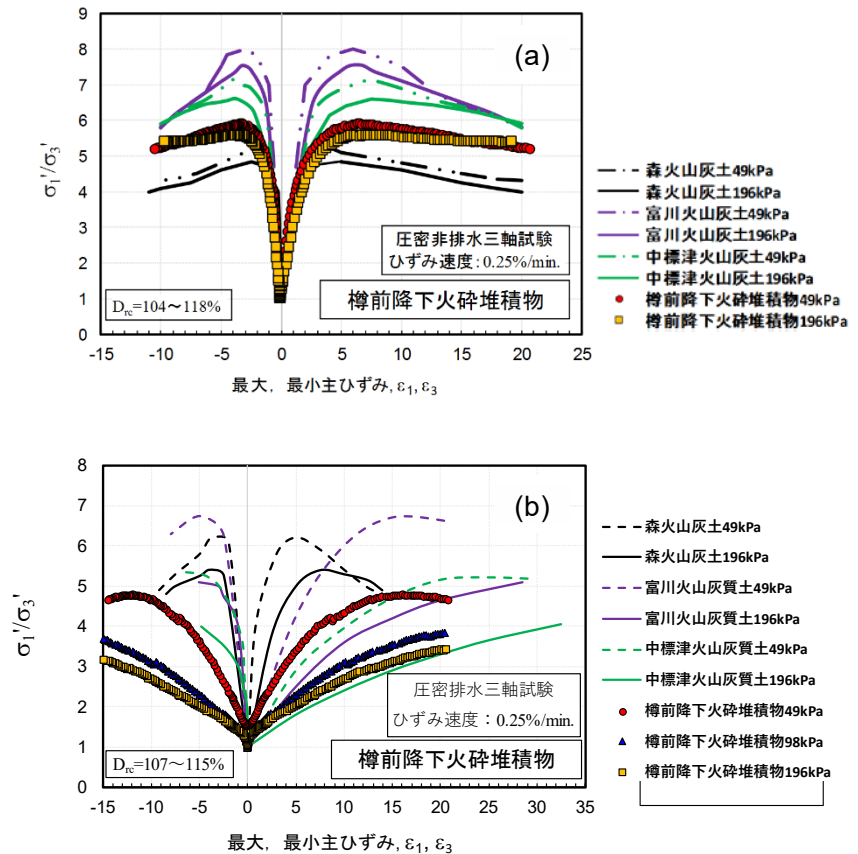 (a)
σ1'/σ3'
9
8
7
6
5
4
3
2
1
0
圧密非排水三軸試験
ひずみ速度:0.25%/min.
Drc=104~118%
樽前降下火砕堆積物
-15 -10 -5 0 5 10 15 20 25
最大, 最小主ひずみ, ε1, ε3
森火山灰土49kPa
森火山灰土196kPa
富川火山灰土49kPa
富川火山灰土196kPa
中標津火山灰土49kPa
中標津火山灰土196kPa
樽前降下火砕堆積物49kPa
樽前降下火砕堆積物196kPa
(b)
σ1'/σ3'
8
7
6
5
4
3
2
1
0
圧密排水三軸試験
ひずみ速度:0.25%/min.
Drc=107~115%
樽前降下火砕堆積物
-15 -10 -5 0 5 10 15 20 25 30 35
最大, 最小主ひずみ, ε1, ε3
森火山灰土49kPa
森火山灰土196kPa
富川火山灰質土49kPa
富川火山灰質土196kPa
中標津火山灰質土49kPa
中標津火山灰質土196kPa
樽前降下火砕堆積物49kPa
樽前降下火砕堆積物98kPa
樽前降下火砕堆積物196kPa